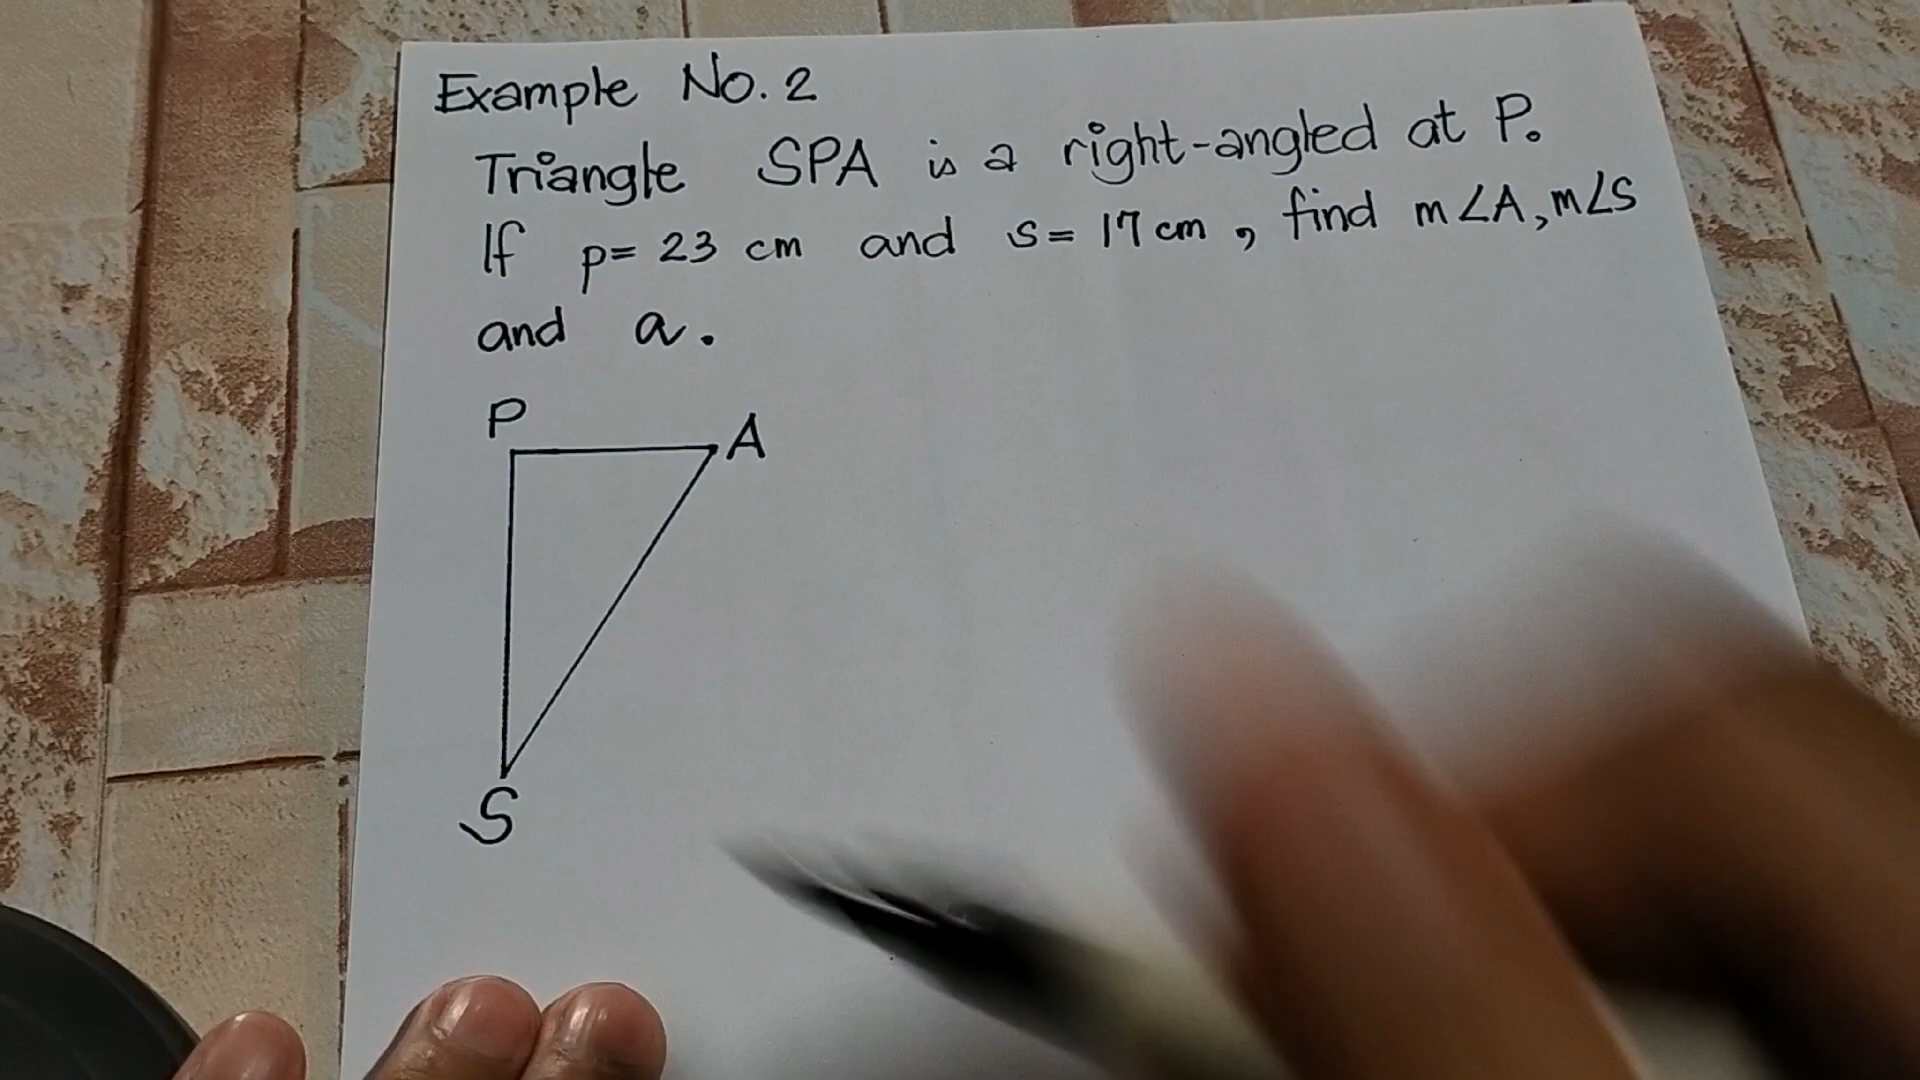 Example No. 2
Triangle SPA is a right-angled at P.
If p= 23 cm and s= 17 cm, find m∠A, m∠S
and a.
P
A
S